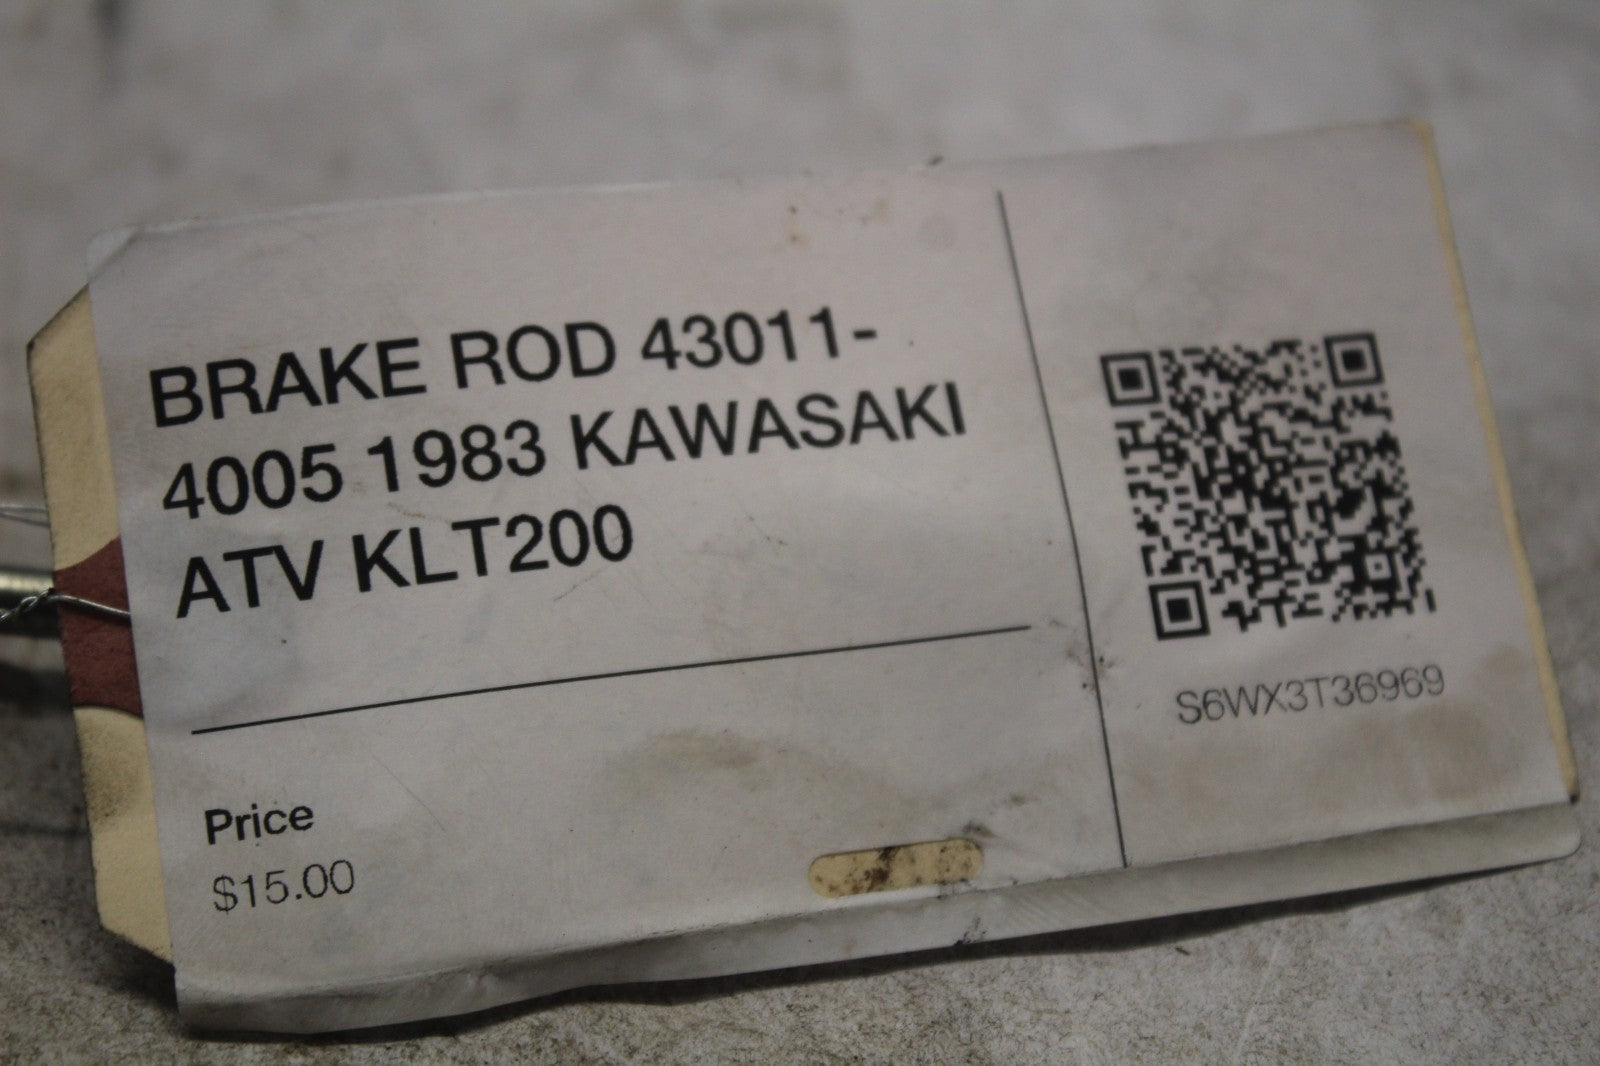 BRAKE ROD 43011-
4005 1983 KAWASAKI
ATV KLT200
Price
$15.00
S6WX3T36969